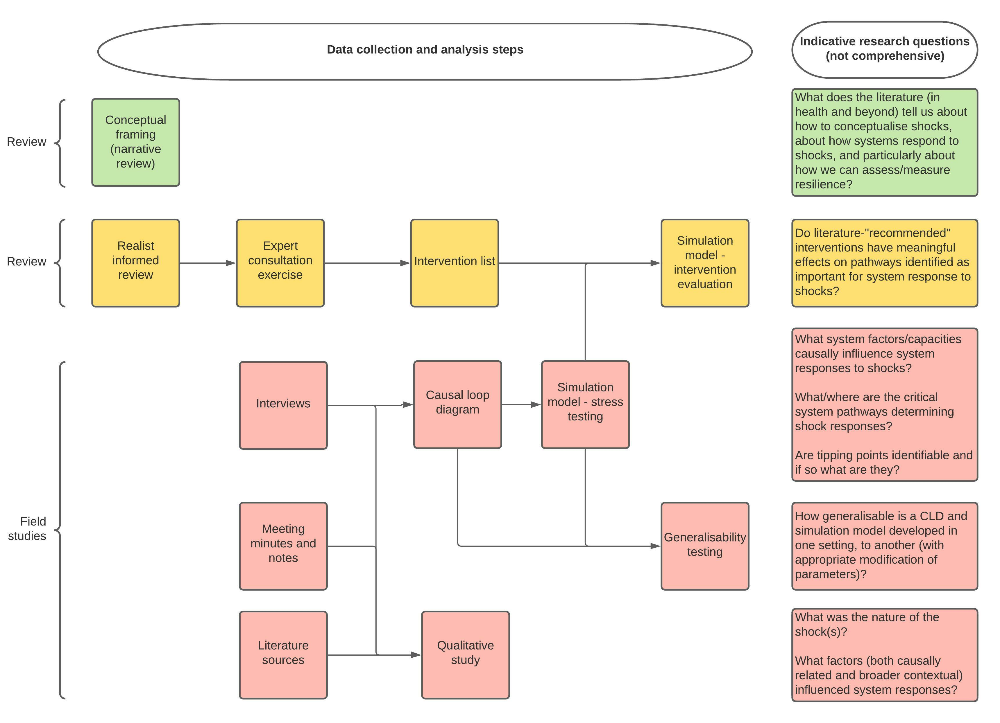 Data collection and analysis steps
Indicative research questions
(not comprehensive)
Review
Conceptual
framing
(narrative
review)
What does the literature (in
health and beyond) tell us about
how to conceptualise shocks,
about how systems respond to
shocks, and particularly about
how we can assess/measure
resilience?
Review
Realist
informed
review
Expert
consultation
exercise
Intervention list
Simulation
model -
intervention
evaluation
Do literature-"recommended"
interventions have meaningful
effects on pathways identified as
important for system response to
shocks?
Field
studies
Interviews
Causal loop
diagram
Simulation
model - stress
testing
What system factors/capacities
causally infliuence system
responses to shocks?
What/where are the critical
system pathways determining
shock responses?
Are tipping points identifiable and
if so what are they?
Meeting
minutes and
notes
Generalisability
testing
How generalisable is a CLD and
simulation model developed in
one setting, to another (with
appropriate modification of
parameters)?
Literature
sources
Qualitative
study
What was the nature of the
shock(s)?
What factors (both causally
related and broader contextual)
influenced system responses?